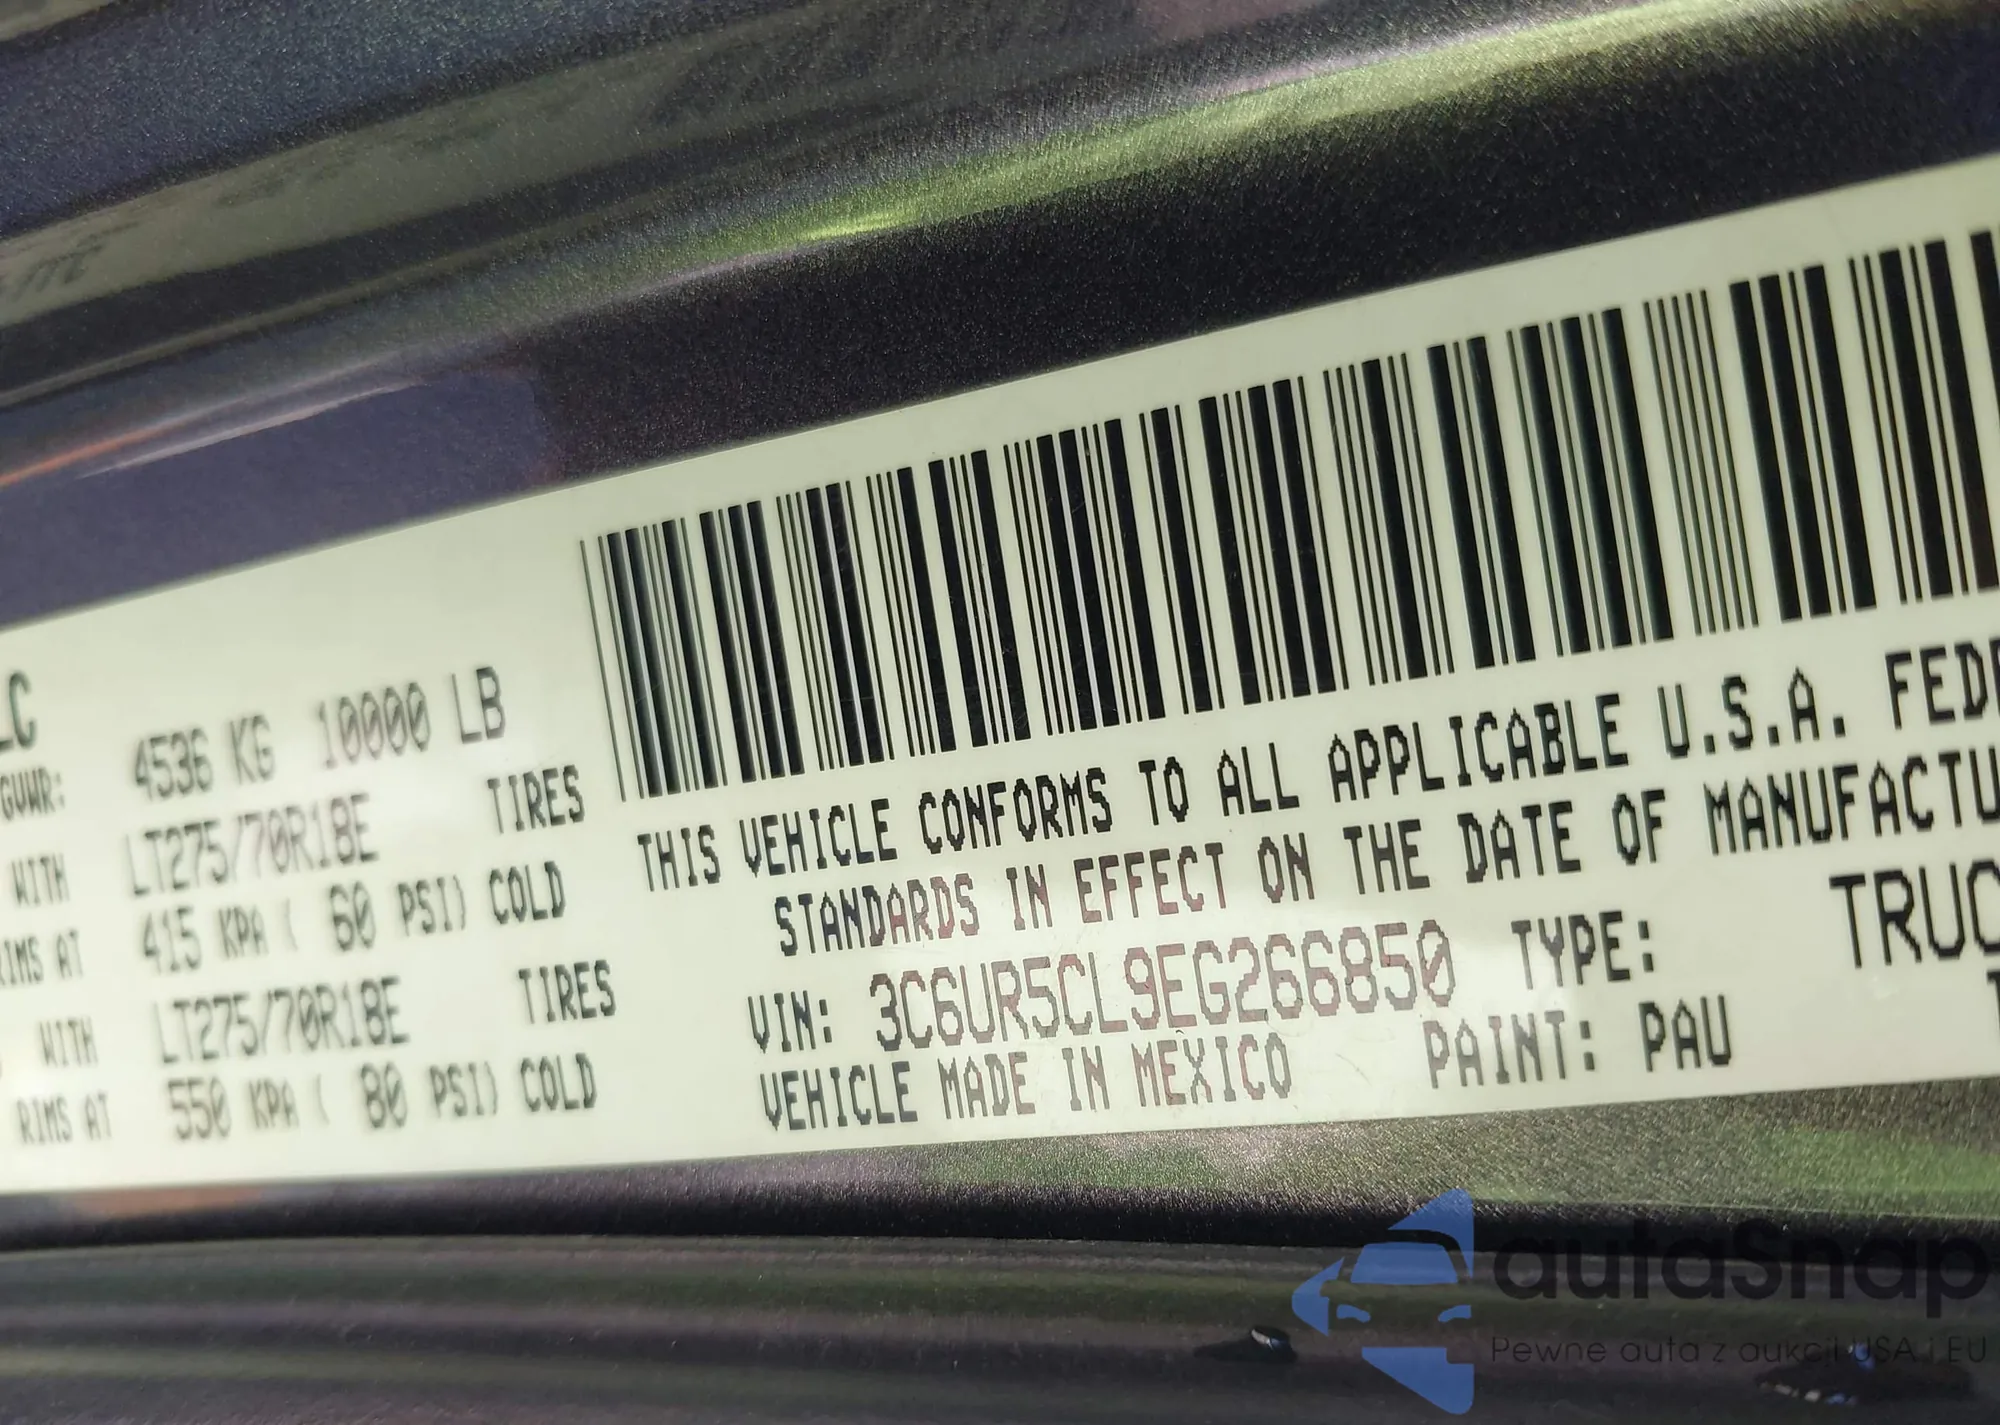 LC
GVWR: 4536 KG 10000 LB
WITH LT275/70R18E TIRES
RIMS AT 415 KPA ( 60 PSI) COLD
WITH LT275/70R18E TIRES
RIMS AT 550 KPA ( 80 PSI) COLD
THIS VEHICLE CONFORMS TO ALL APPLICABLE U.S.A. FEDE
STANDARDS IN EFFECT ON THE DATE OF MANUFACTU
VIN: 3C6UR5CL9EG266850 TYPE: TRUC
VEHICLE MADE IN MEXICO PAINT: PAU
autaSnap
Pewne auta z aukcji USA i EU